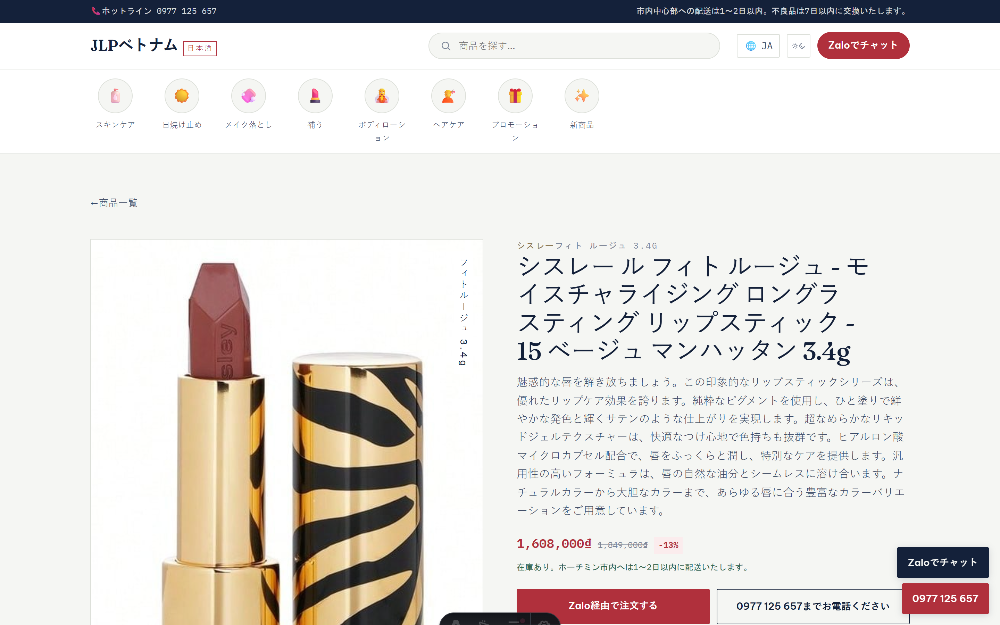 ホットライン 0977 125 657
市内中心部への配送は1〜2日以内。不良品は7日以内に交換いたします。
JLPベトナム
日本酒
商品を探す...
JA
Zaloでチャット
スキンケア
日焼け止め
メイク落とし
補う
ボディローシ
ョン
ヘアケア
プロモーショ
ン
新商品
←商品一覧
フィトルージュ 3.4g
sley
シスレーフィト ルージュ 3.4G
シスレー ル フィト ルージュ - モ
イスチャライジング ロングラ
スティング リップスティック -
15 ベージュ マンハッタン 3.4g
魅惑的な唇を解き放ちましょう。この印象的なリップスティックシリーズは、
優れたリップケア効果を誇ります。純粋なピグメントを使用し、ひと塗りで鮮
やかな発色と輝くサテンのような仕上がりを実現します。超なめらかなリキッ
ドジェルテクスチャーは、快適なつけ心地で色持ちも抜群です。ヒアルロン酸
マイクロカプセル配合で、唇をふっくらと潤し、特別なケアを提供します。汎
用性の高いフォーミュラは、唇の自然な油分とシームレスに溶け合います。ナ
チュラルカラーから大胆なカラーまで、あらゆる唇に合う豊富なカラーバリエ
ーションをご用意しています。
1,608,000₫ 1,849,000₫ -13%
在庫あり。ホーチミン市内へは1〜2日以内に配送いたします。
Zalo経由で注文する
0977 125 657までお電話ください
Zaloでチャット
0977 125 657